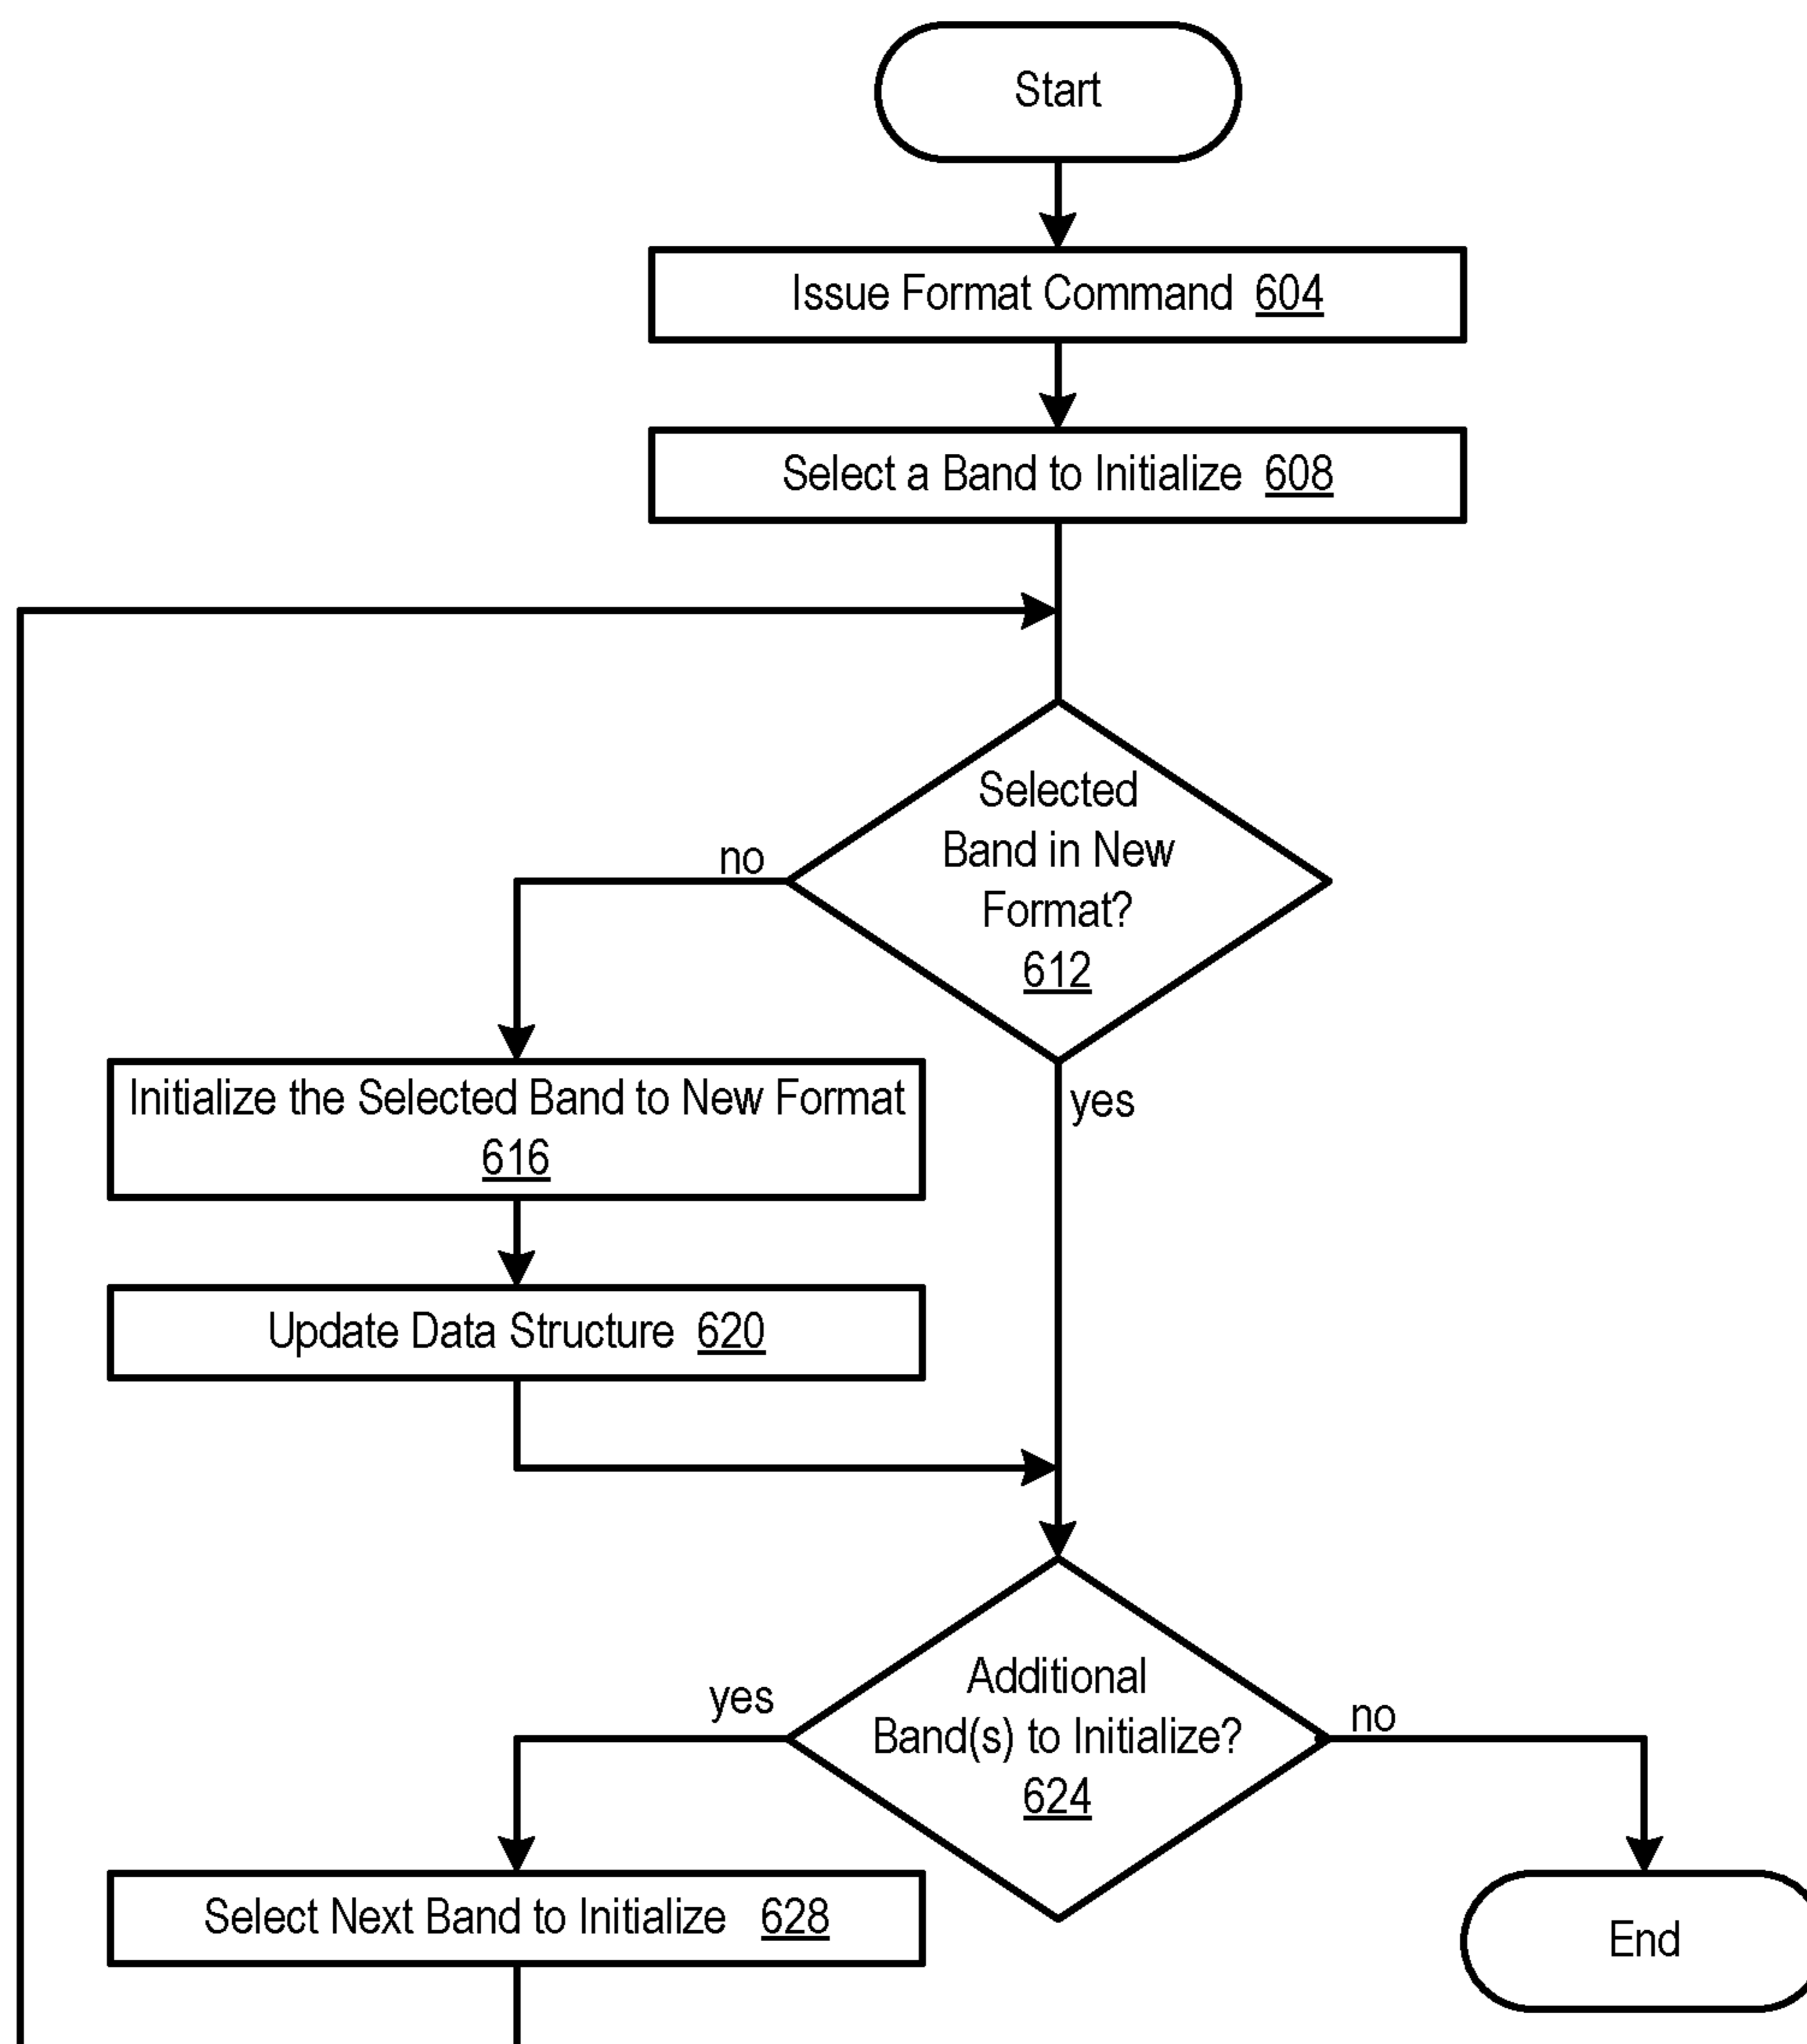 Start
Issue Format Command 604
Select a Band to Initialize 608
Selected
Band in New
Format?
612
no
yes
Initialize the Selected Band to New Format
616
Update Data Structure 620
Additional
Band(s) to Initialize?
624
yes
no
Select Next Band to Initialize 628
End